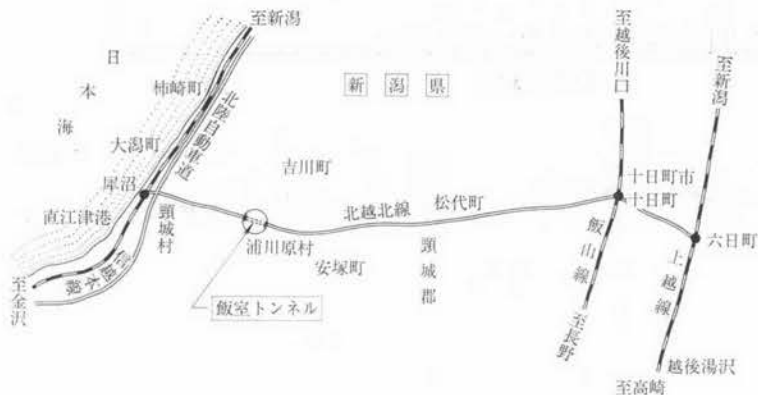 至新潟
日本海
柿崎町
北陸自動車道
新潟県
至越後川口
至新潟
大潟町
吉川町
犀沼
十日町市
十日町
直江津港
頸城村
北越北線
松代町
六日町
浦川原村
安塚町
頸城郡
飯山線
上越線
信越本線
至金沢
飯室トンネル
至長野
越後湯沢
至高崎